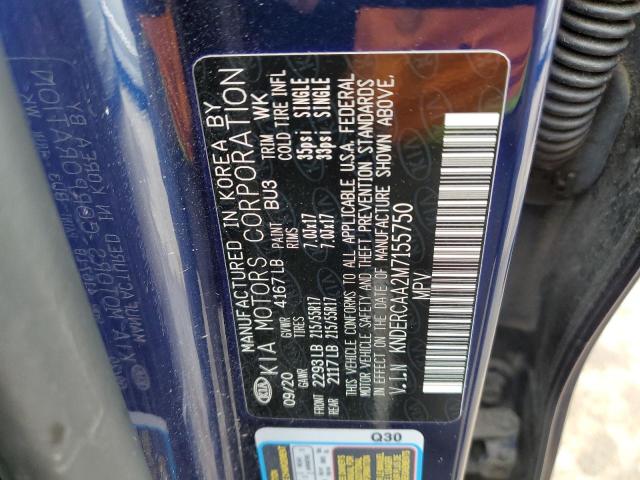 KIA MANUFACTURED IN KOREA BY
KIA MOTORS CORPORATION
09/20 GVWR 4167LB PAINT BU3 TRIM WK
GAWR TIRES RIMS COLD TIRE INFL
FRONT 2293LB 215/55R17 7.0Jx17 35psi SINGLE
REAR 2117LB 215/55R17 7.0Jx17 33psi SINGLE
THIS VEHICLE CONFORMS TO ALL APPLICABLE U.S.A. FEDERAL
MOTOR VEHICLE SAFETY AND THEFT PREVENTION STANDARDS
IN EFFECT ON THE DATE OF MANUFACTURE SHOWN ABOVE.
V.I.N KNDERCAA2M7155750
MPV
Q30